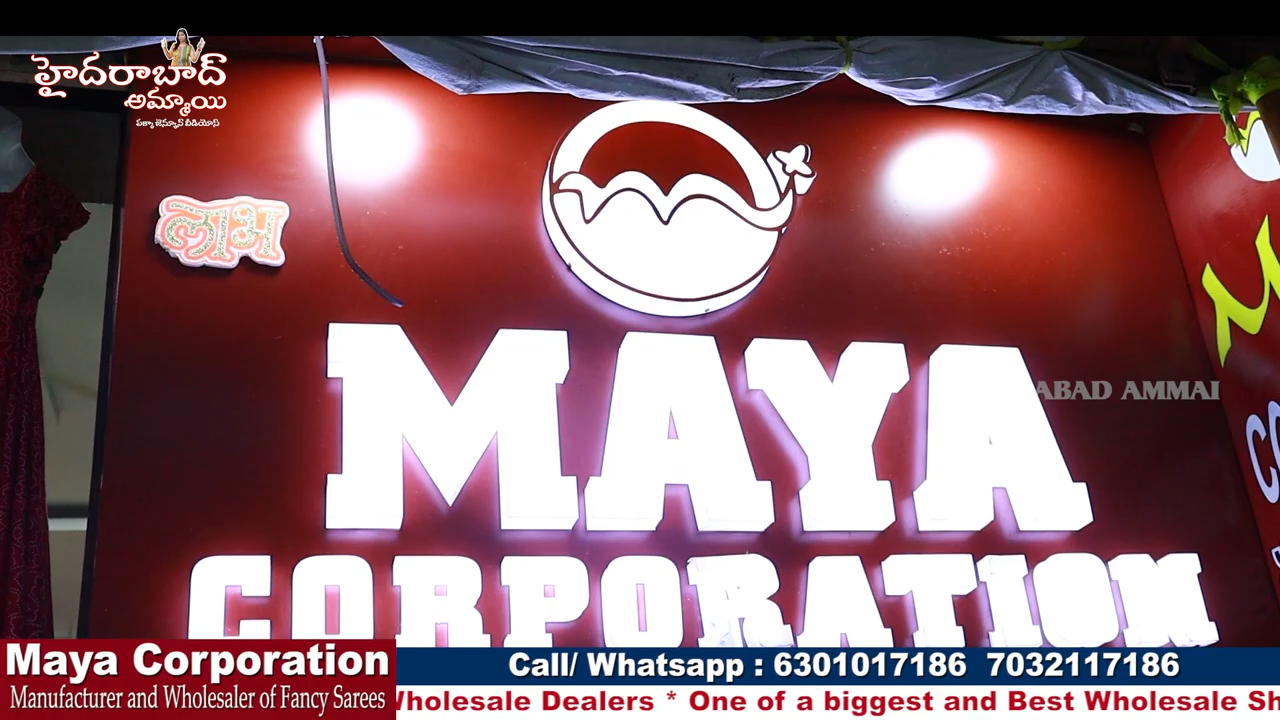 హైదరాబాద్
అమ్మాయి
పక్కా జెన్యూన్ వీడియోస్
लाभ
MAYA
ABAD AMMAI
CORPORATION
Maya Corporation
Manufacturer and Wholesaler of Fancy Sarees
Call/ Whatsapp : 6301017186 7032117186
Wholesale Dealers * One of a biggest and Best Wholesale Sh